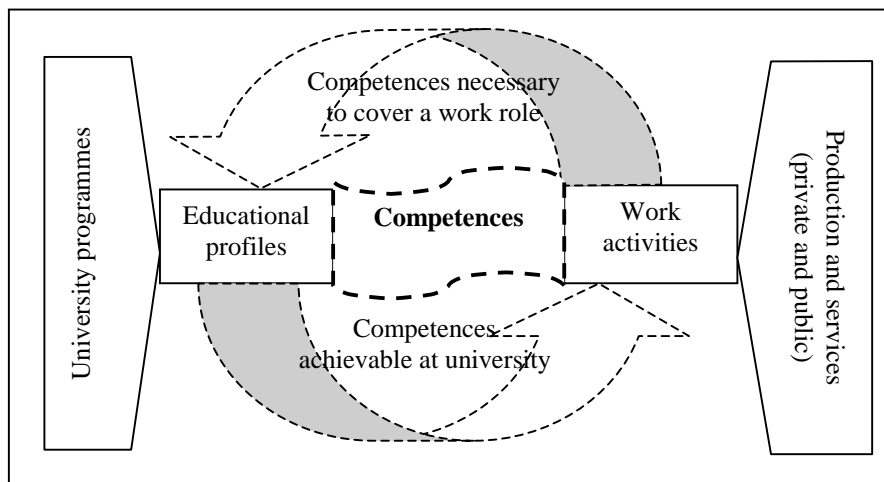 University programmes
Competences necessary
to cover a work role
Educational
profiles
Competences
Work
activities
Competences
achievable at university
Production and services
(private and public)